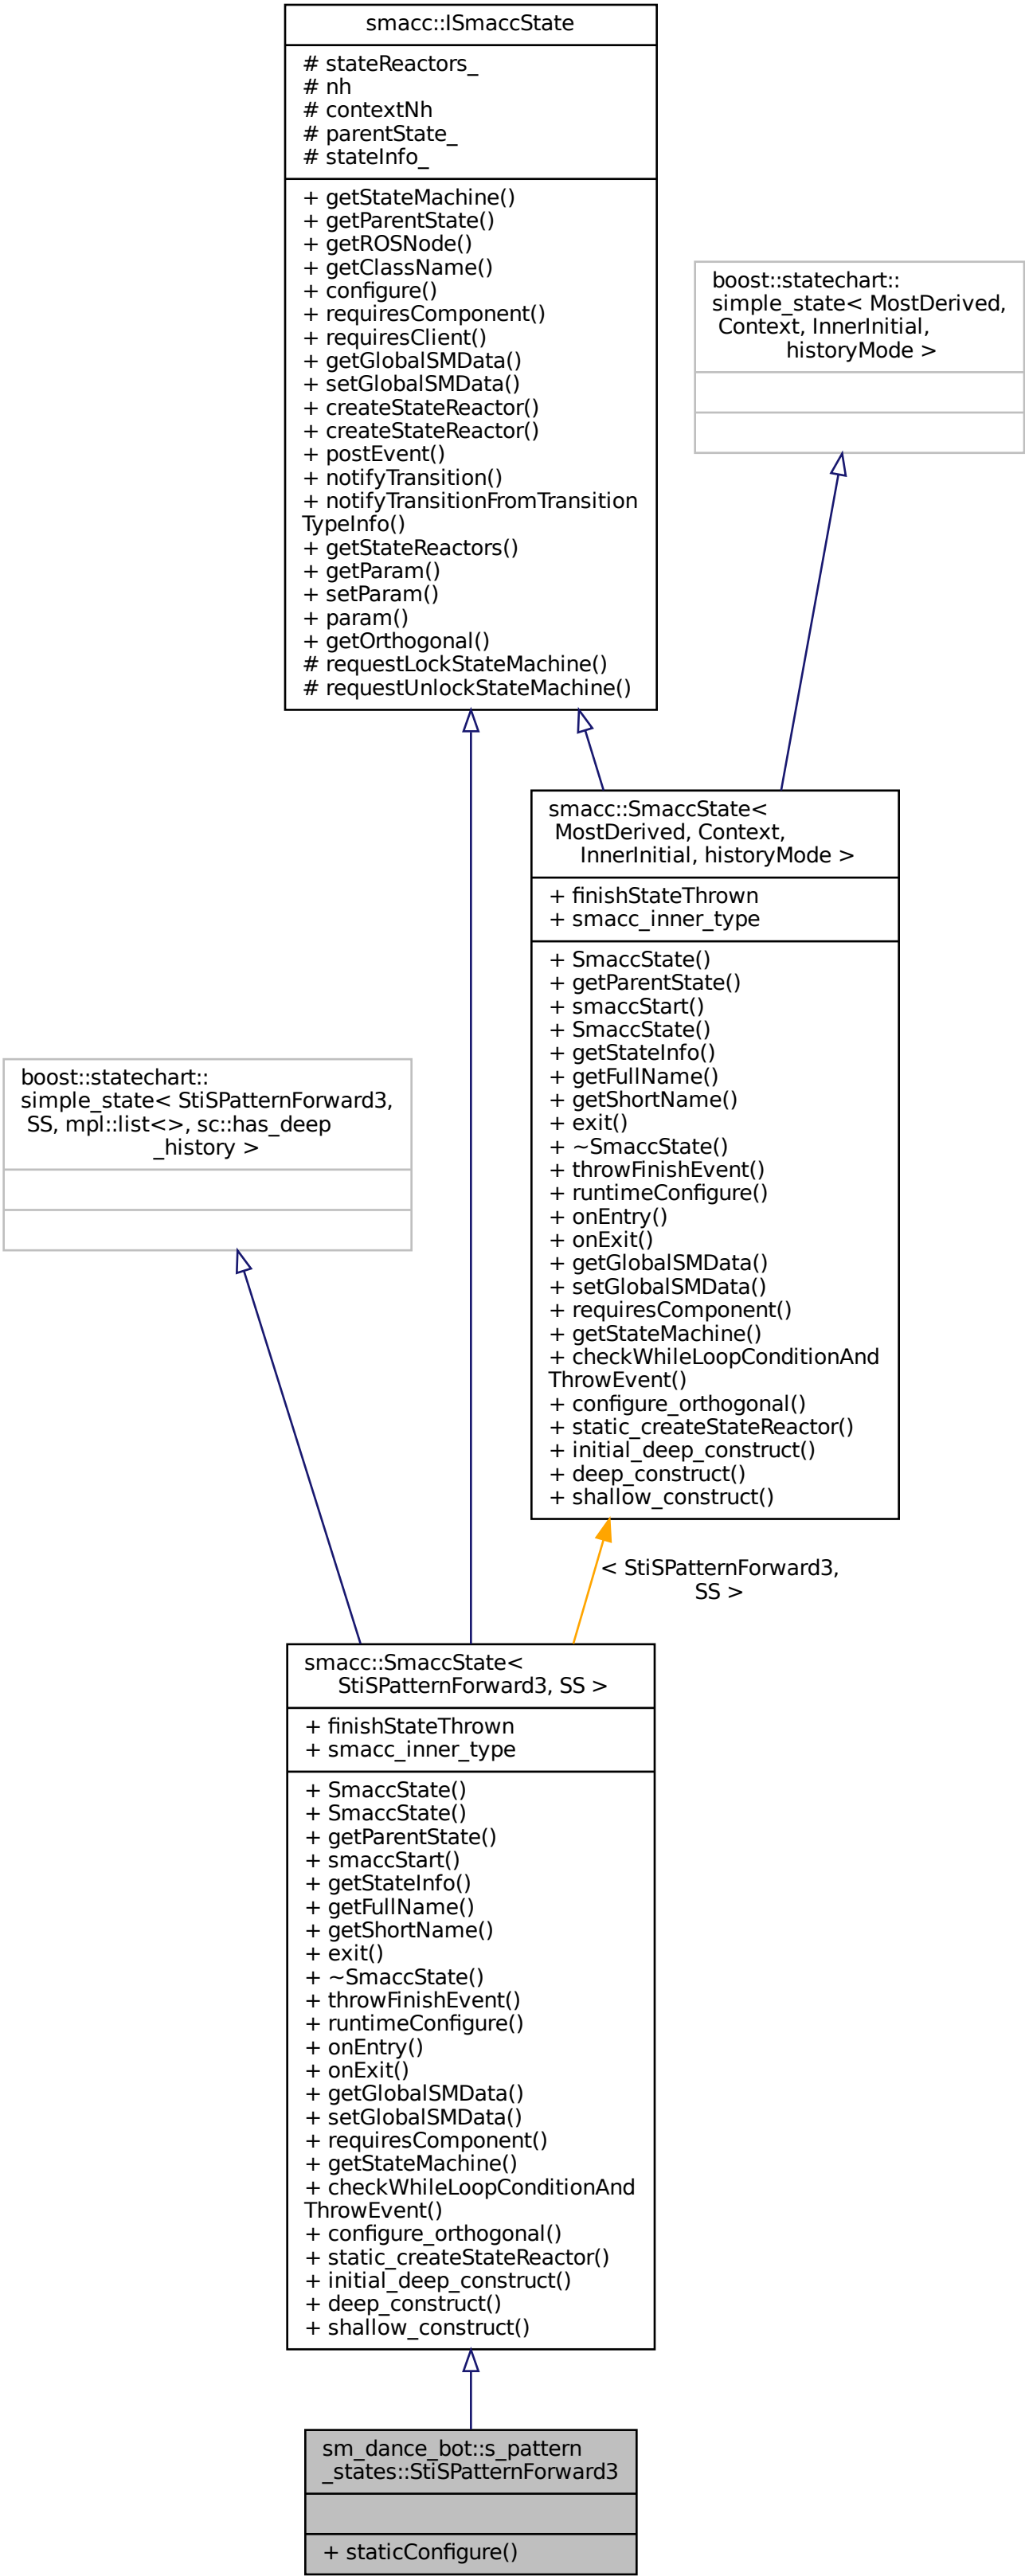 smacc::ISmaccState
# stateReactors_
# nh
# contextNh
# parentState_
# stateInfo_
+ getStateMachine()
+ getParentState()
+ getROSNode()
+ getClassName()
+ configure()
+ requiresComponent()
+ requiresClient()
+ getGlobalSMData()
+ setGlobalSMData()
+ createStateReactor()
+ createStateReactor()
+ postEvent()
+ notifyTransition()
+ notifyTransitionFromTransition
TypeInfo()
+ getStateReactors()
+ getParam()
+ setParam()
+ param()
+ getOrthogonal()
# requestLockStateMachine()
# requestUnlockStateMachine()
boost::statechart::
simple_state< MostDerived,
Context, InnerInitial,
historyMode >
smacc::SmaccState<
MostDerived, Context,
InnerInitial, historyMode >
+ finishStateThrown
+ smacc_inner_type
+ SmaccState()
+ getParentState()
+ smaccStart()
+ SmaccState()
+ getStateInfo()
+ getFullName()
+ getShortName()
+ exit()
+ ~SmaccState()
+ throwFinishEvent()
+ runtimeConfigure()
+ onEntry()
+ onExit()
+ getGlobalSMData()
+ setGlobalSMData()
+ requiresComponent()
+ getStateMachine()
+ checkWhileLoopConditionAnd
ThrowEvent()
+ configure_orthogonal()
+ static_createStateReactor()
+ initial_deep_construct()
+ deep_construct()
+ shallow_construct()
boost::statechart::
simple_state< StiSPatternForward3,
SS, mpl::list<>, sc::has_deep
_history >
< StiSPatternForward3,
SS >
smacc::SmaccState<
StiSPatternForward3, SS >
+ finishStateThrown
+ smacc_inner_type
+ SmaccState()
+ SmaccState()
+ getParentState()
+ smaccStart()
+ getStateInfo()
+ getFullName()
+ getShortName()
+ exit()
+ ~SmaccState()
+ throwFinishEvent()
+ runtimeConfigure()
+ onEntry()
+ onExit()
+ getGlobalSMData()
+ setGlobalSMData()
+ requiresComponent()
+ getStateMachine()
+ checkWhileLoopConditionAnd
ThrowEvent()
+ configure_orthogonal()
+ static_createStateReactor()
+ initial_deep_construct()
+ deep_construct()
+ shallow_construct()
sm_dance_bot::s_pattern
_states::StiSPatternForward3
+ staticConfigure()